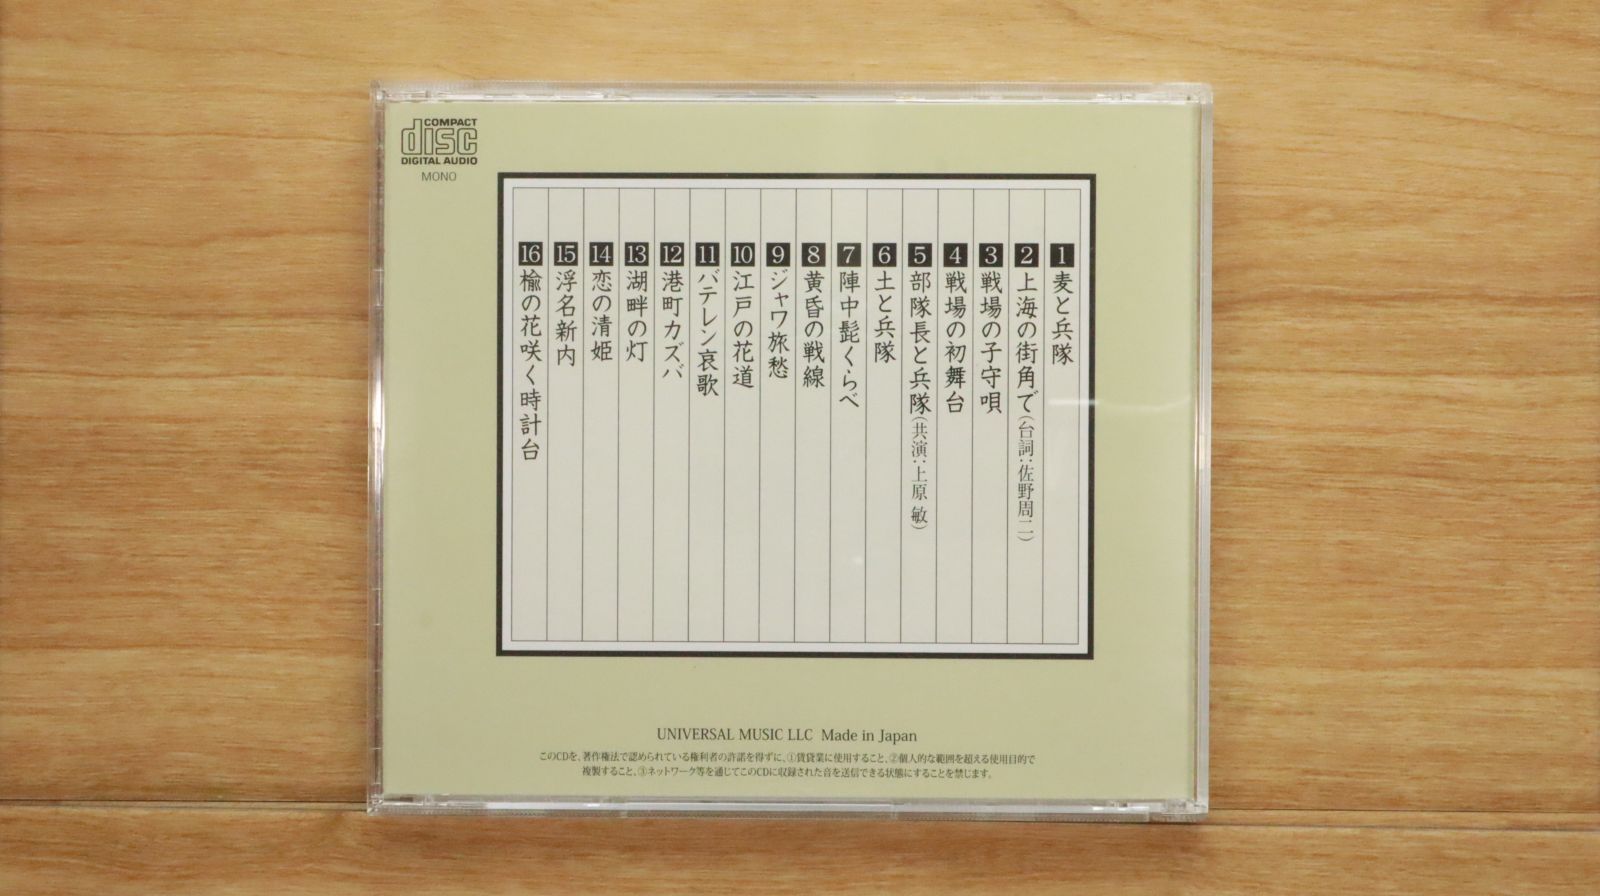 COMPACT
disc
DIGITAL AUDIO
MONO
1 麦と兵隊
2 上海の街角で(台詞:佐野周二)
3 戦場の子守唄
4 戦場の初舞台
5 部隊長と兵隊(共演:上原 敏)
6 土と兵隊
7 陣中髭くらべ
8 黄昏の戦線
9 ジャワ旅愁
10 江戸の花道
11 バテレン哀歌
12 港町カズバ
13 湖畔の灯
14 恋の清姫
15 浮名新内
16 楡の花咲く時計台
UNIVERSAL MUSIC LLC Made in Japan
このCDを、著作権法で認められている権利者の許諾を得ずに、①賃貸業に使用すること、②個人的な範囲を超える使用目的で
複製すること、③ネットワーク等を通じてこのCDに収録された音を送信できる状態にすることを禁じます。